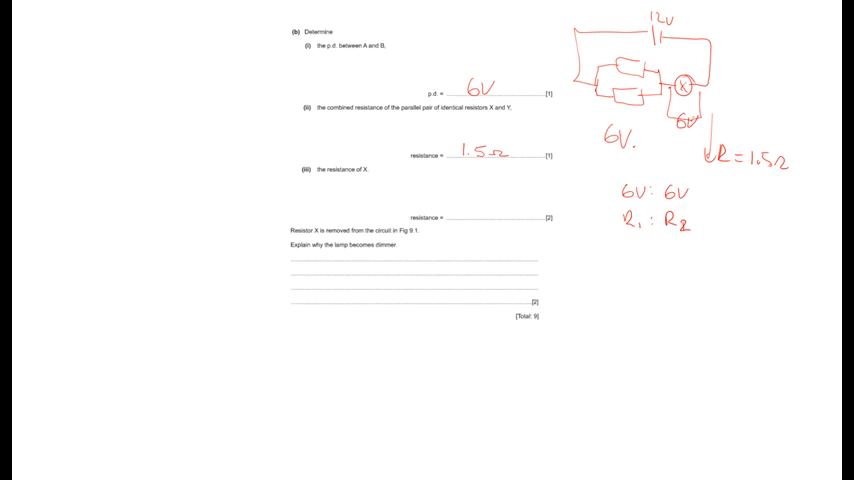 (b) Determine
(i) the p.d. between A and B,
p.d. = 6V [1]
(ii) the combined resistance of the parallel pair of identical resistors X and Y,
resistance = 1.5Ω [1]
(iii) the resistance of X.
resistance = [2]
Resistor X is removed from the circuit in Fig 9.1.
Explain why the lamp becomes dimmer.
[2]
[Total: 9]
12V
X
6V
6V.
R = 1.5Ω
6V : 6V
R1 : R2